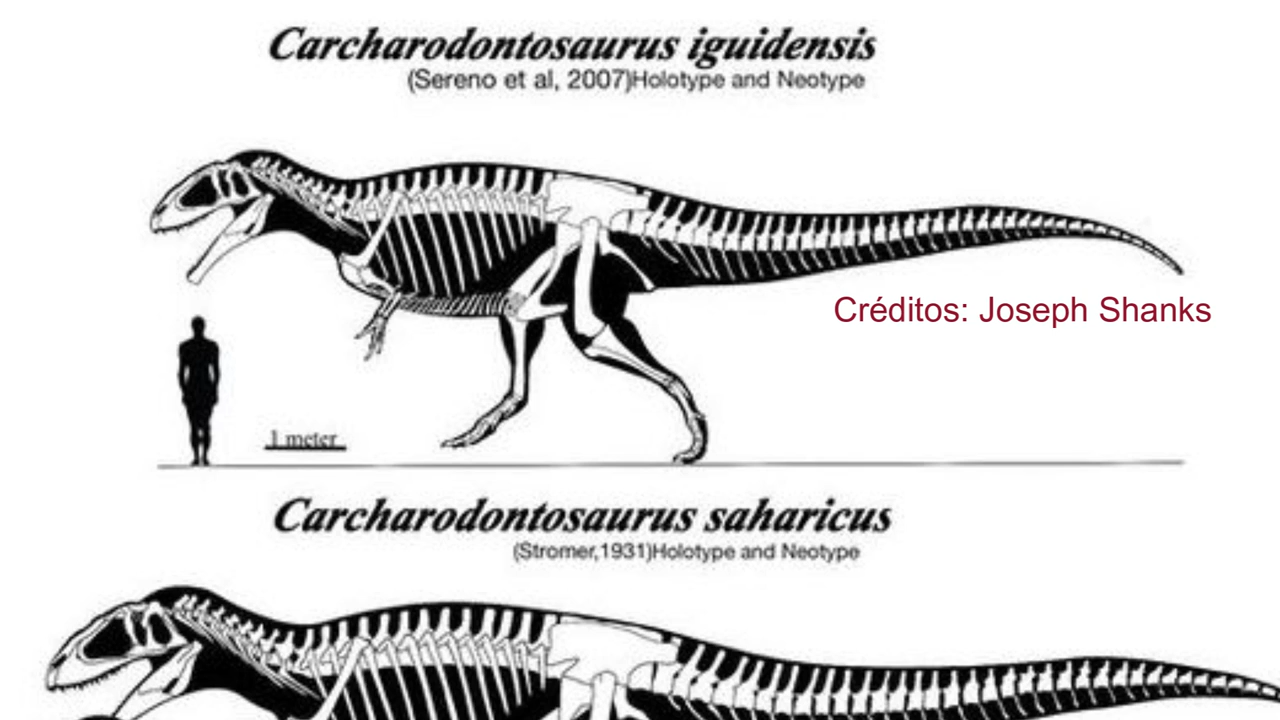 Carcharodontosaurus iguidensis
(Sereno et al, 2007)Holotype and Neotype
Créditos: Joseph Shanks
1 meter
Carcharodontosaurus saharicus
(Stromer,1931)Holotype and Neotype